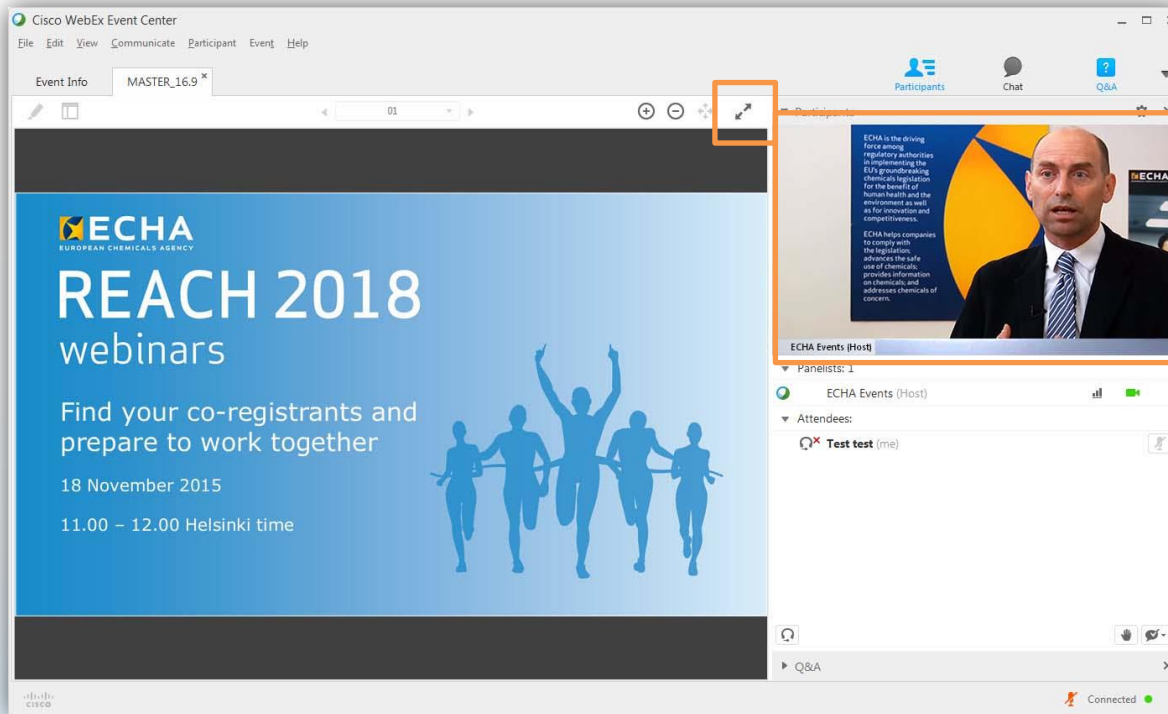 Cisco WebEx Event Center
File Edit View Communicate Participant Event Help
Event Info
MASTER_16.9
Participants
Chat
Q&A
01
Participants
ECHA is the driving
force among
regulatory authorities
in implementing the
EU's groundbreaking
chemicals legislation
for the benefit of
human health and the
environment as well
as for innovation and
competitiveness.
ECHA helps companies
to comply with
the legislation,
advances the safe
use of chemicals,
provides information
on chemicals, and
addresses chemicals of
concern.
ECHA
ECHA Events (Host)
ECHA
EUROPEAN CHEMICALS AGENCY
REACH 2018
webinars
Find your co-registrants and
prepare to work together
18 November 2015
11.00 – 12.00 Helsinki time
Panelists: 1
ECHA Events (Host)
Attendees:
Test test (me)
Q&A
cisco
Connected